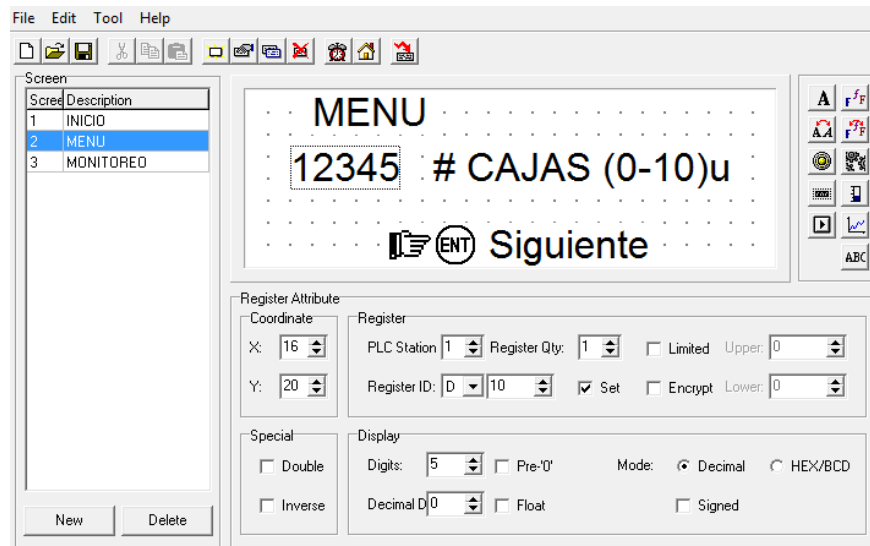 File Edit Tool Help
Screen
Scree Description
1 INICIO
2 MENU
3 MONITOREO
New Delete
MENU
12345 # CAJAS (0-10)u
ENT Siguiente
A F f F
A A F F F
ABC
Register Attribute
Coordinate
X: 16
Y: 20
Register
PLC Station 1 Register Qty: 1 Limited Upper: 0
Register ID: D 10 Set Encrypt Lower: 0
Special
Double
Inverse
Display
Digits: 5 Pre-'0' Mode: Decimal HEX/BCD
Decimal D 0 Float Signed